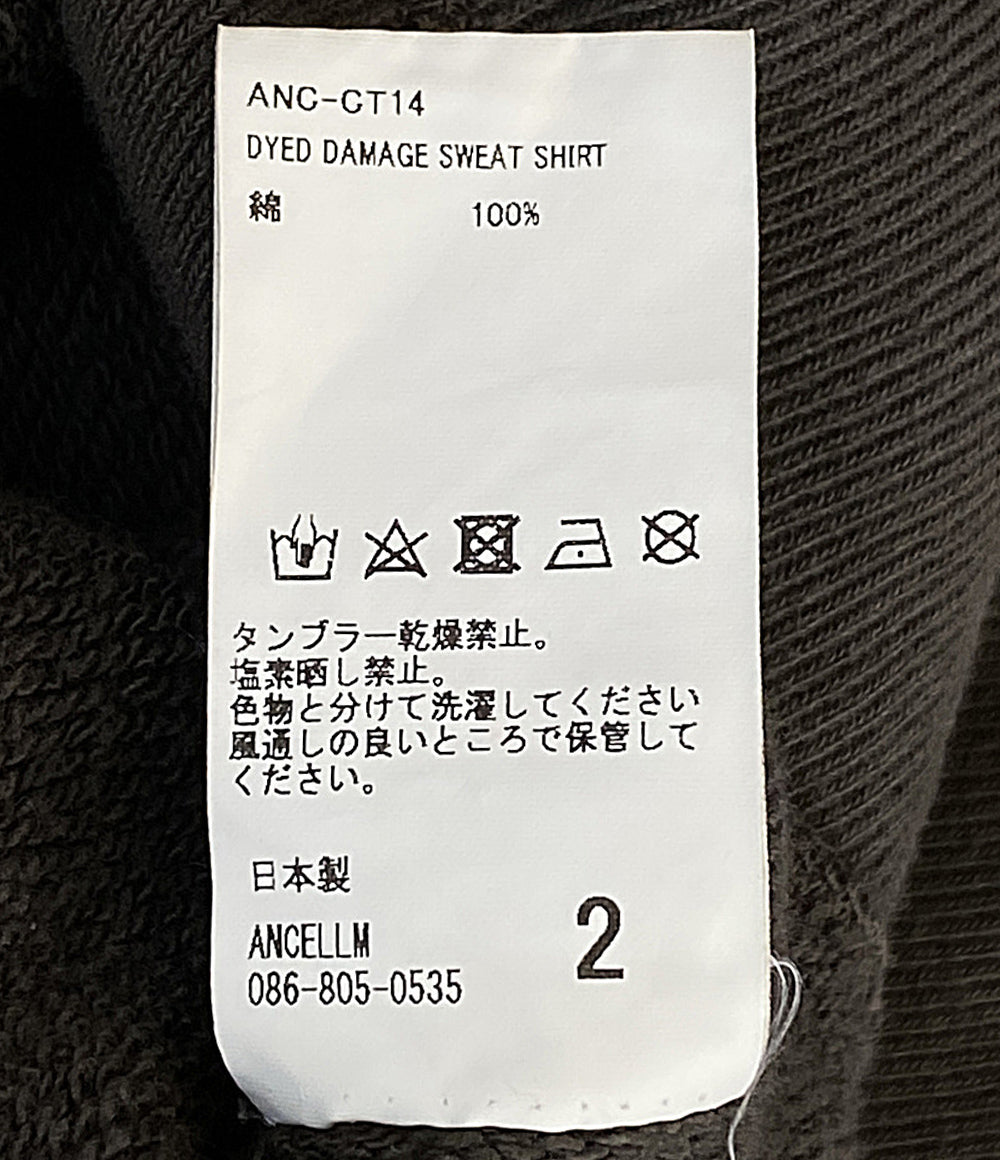 ANC-CT14
DYED DAMAGE SWEAT SHIRT
綿 100%
タンブラー乾燥禁止。
塩素晒し禁止。
色物と分けて洗濯してください
風通しの良いところで保管して
ください。
日本製
ANCELLM
086-805-0535
2